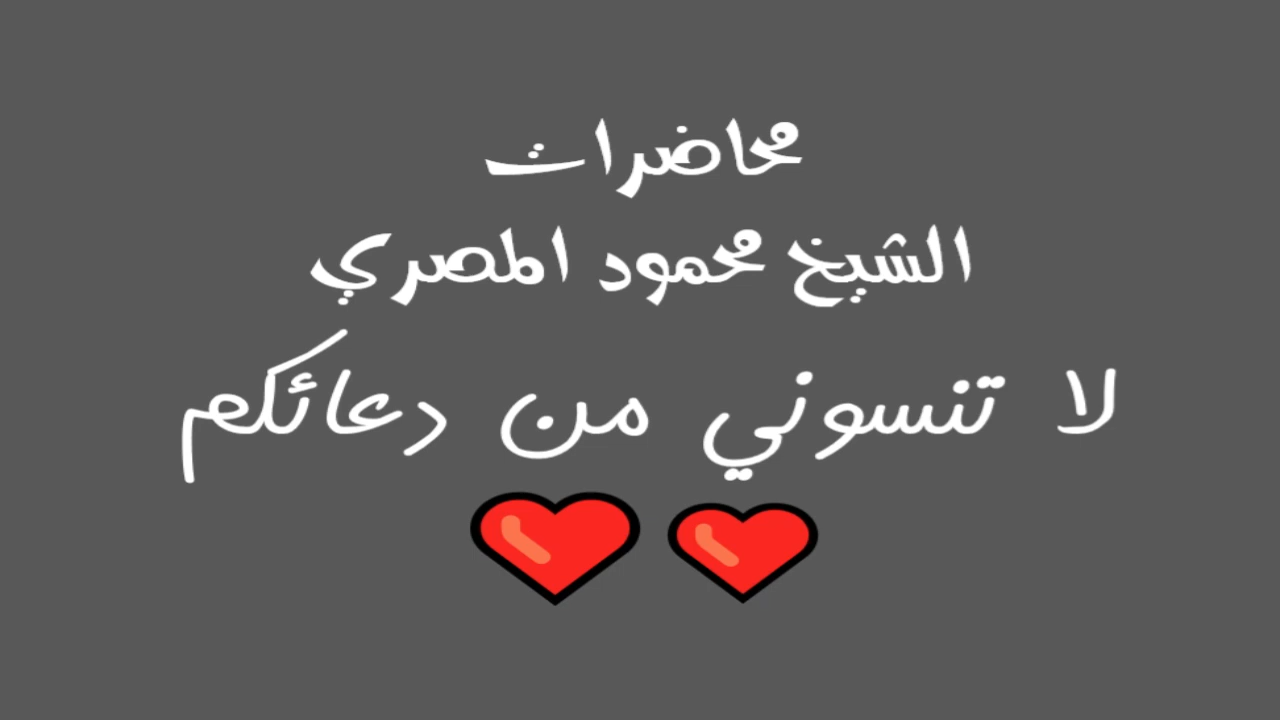 محاضرات
الشيخ محمود المصري
لا تنسوني من دعائكم